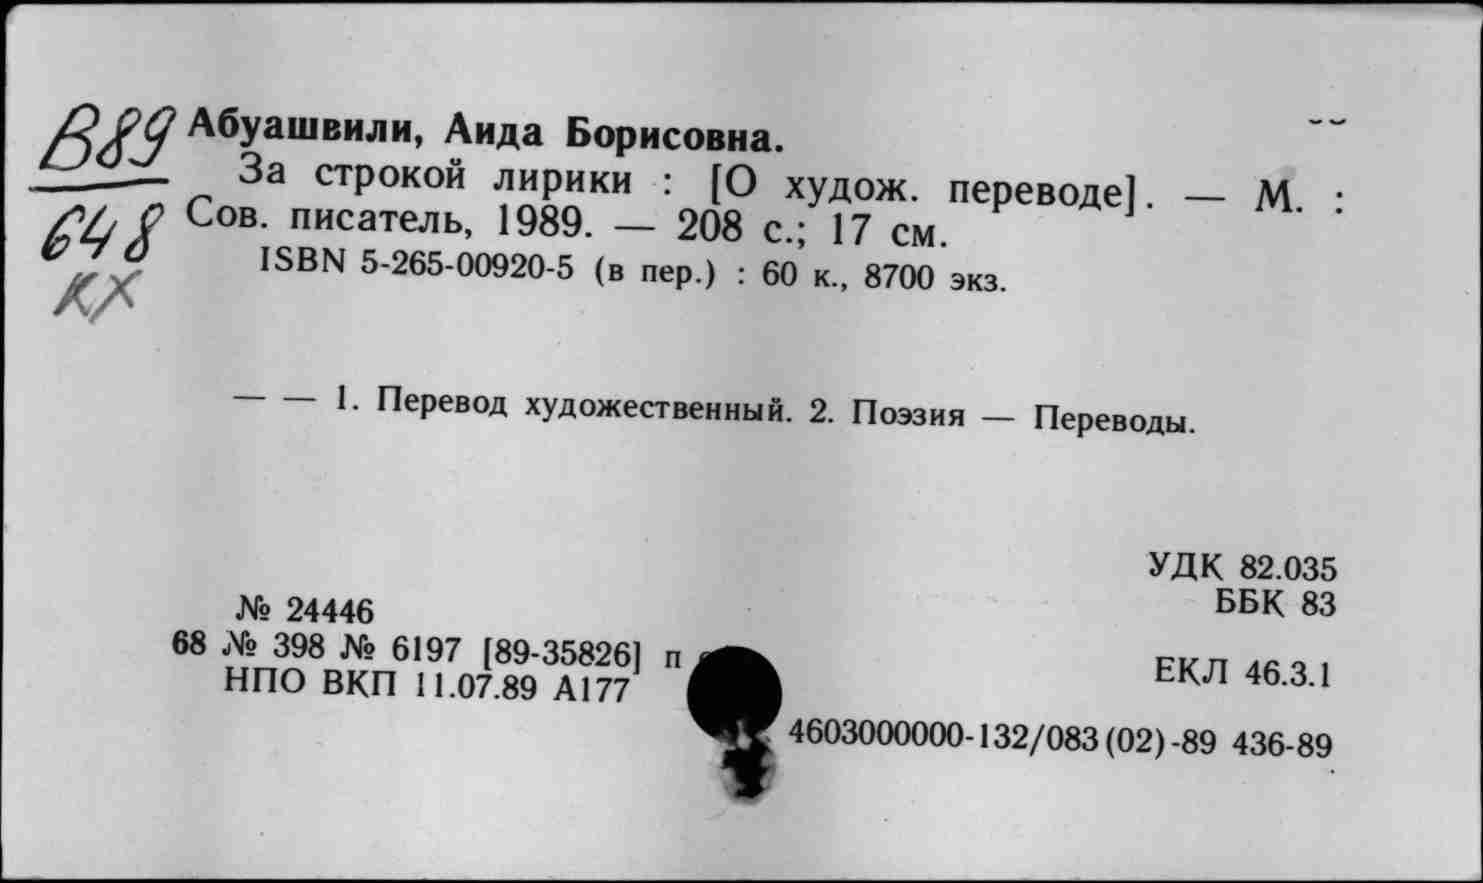 В89
648
КХ
Абуашвили, Аида Борисовна.
За строкой лирики : [О худож. переводе]. — М. :
Сов. писатель, 1989. — 208 с.; 17 см.
ISBN 5-265-00920-5 (в пер.) : 60 к., 8700 экз.
— — 1. Перевод художественный. 2. Поэзия — Переводы.
УДК 82.035
ББК 83
№ 24446
68 № 398 № 6197 [89-35826] п
НПО ВКП 11.07.89 А177
ЕКЛ 46.3.1
4603000000-132/083(02)-89 436-89